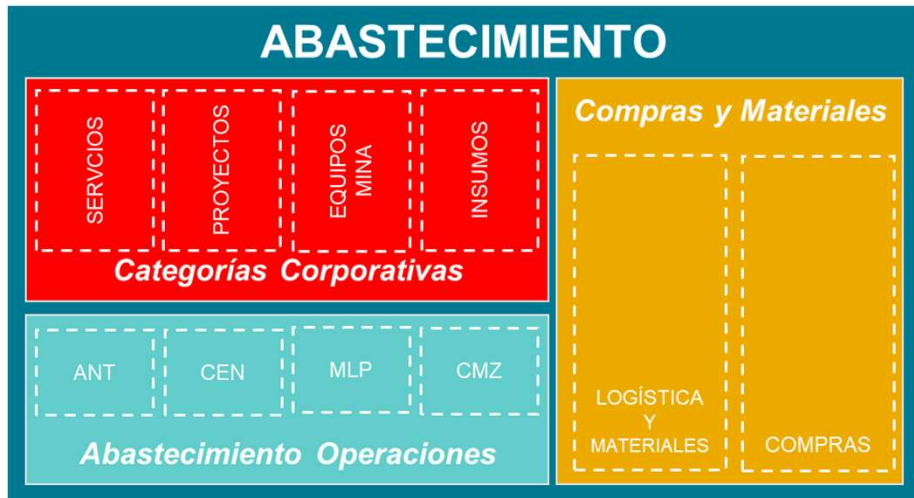 ABASTECIMIENTO
SERVCIOS
PROYECTOS
EQUIPOS
MINA
INSUMOS
Categorías Corporativas
ANT
CEN
MLP
CMZ
Abastecimiento Operaciones
Compras y Materiales
LOGÍSTICA
Y
MATERIALES
COMPRAS